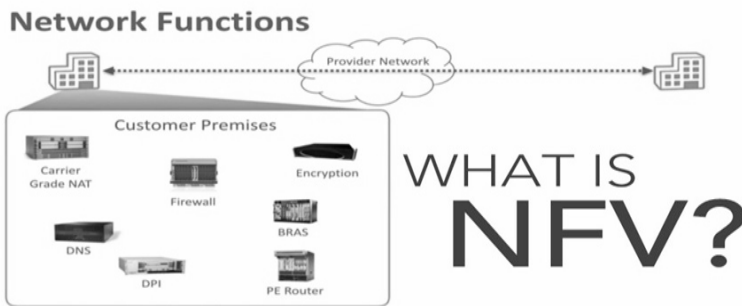 Network Functions
Provider Network
Customer Premises
Carrier
Grade NAT
Firewall
Encryption
DNS
DPI
BRAS
PE Router
WHAT IS
NFV?